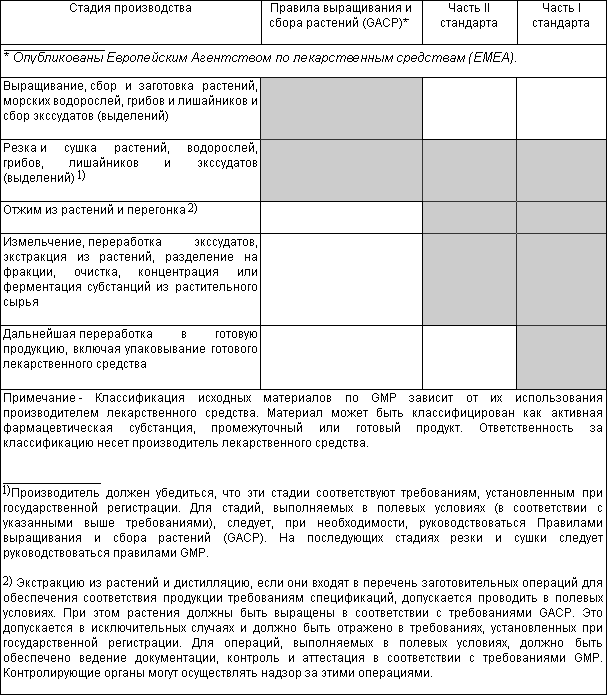 Стадия производства
Правила выращивания и
сбора растений (GACP)*
Часть II
стандарта
Часть I
стандарта
* Опубликованы Европейским Агентством по лекарственным средствам (EMEA).
Выращивание, сбор и заготовка растений,
морских водорослей, грибов и лишайников и
сбор экссудатов (выделений)
Резка и сушка растений, водорослей,
грибов, лишайников и экссудатов
(выделений) 1)
Отжим из растений и перегонка 2)
Измельчение, переработка экссудатов,
экстракция из растений, разделение на
фракции, очистка, концентрация или
ферментация субстанций из растительного
сырья
Дальнейшая переработка в готовую
продукцию, включая упаковывание готового
лекарственного средства
Примечание - Классификация исходных материалов по GMP зависит от их использования
производителем лекарственного средства. Материал может быть классифицирован как активная
фармацевтическая субстанция, промежуточный или готовый продукт. Ответственность за
классификацию несет производитель лекарственного средства.
1)Производитель должен убедиться, что эти стадии соответствуют требованиям, установленным при
государственной регистрации. Для стадий, выполняемых в полевых условиях (в соответствии с
указанными выше требованиями), следует, при необходимости, руководствоваться Правилами
выращивания и сбора растений (GACP). На последующих стадиях резки и сушки следует
руководствоваться правилами GMP.
2) Экстракцию из растений и дистилляцию, если они входят в перечень заготовительных операций для
обеспечения соответствия продукции требованиям спецификаций, допускается проводить в полевых
условиях. При этом растения должны быть выращены в соответствии с требованиями GACP. Это
допускается в исключительных случаях и должно быть отражено в требованиях, установленных при
государственной регистрации. Для операций, выполняемых в полевых условиях, должно быть
обеспечено ведение документации, контроль и аттестация в соответствии с требованиями GMP.
Контролирующие органы могут осуществлять надзор за этими операциями.